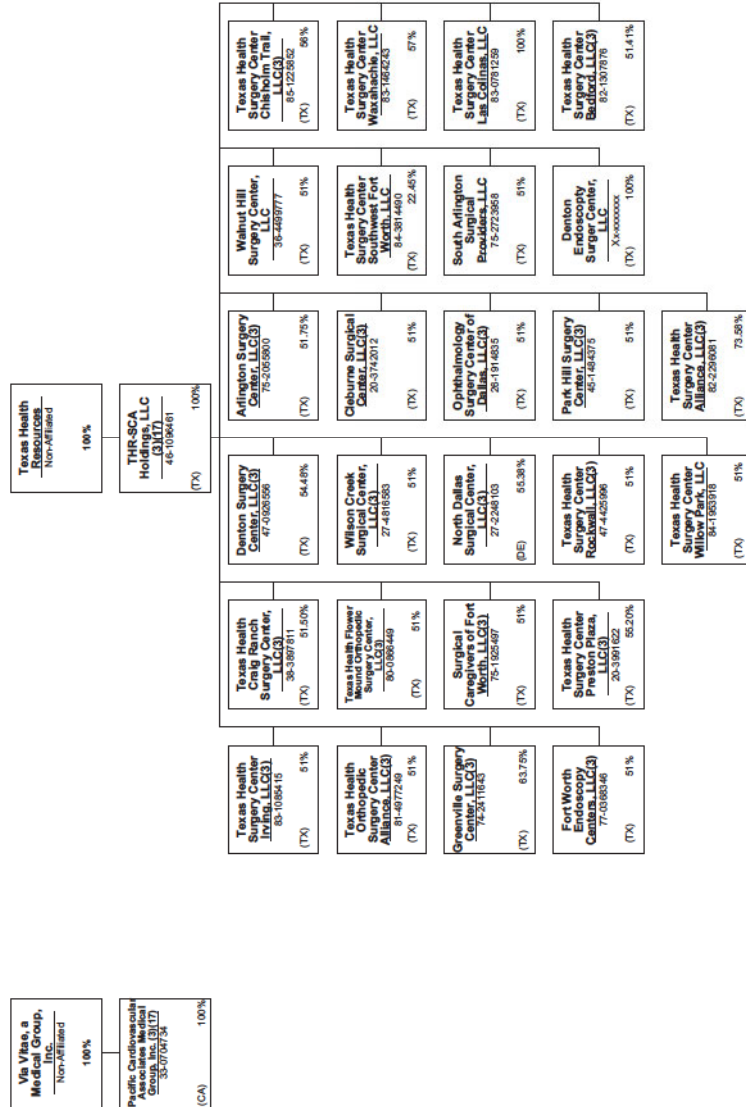 Via Vitae, a
Medical Group,
Inc.
Non-Affiliated
100%
Pacific Cardiovascular
Associates Medical
Group, Inc. (3)(17)
33-0704734
(CA) 100%
Texas Health
Resources
Non-Affiliated
100%
THR-SCA
Holdings, LLC
(3)(17)
46-1096461
(TX) 100%
Texas Health
Surgery Center
Irving, LLC(3)
83-1085415
(TX) 51%
Texas Health
Orthopedic
Surgery Center
Alliance, LLC(3)
81-4977249
(TX) 51%
Greenville Surgery
Center, LLC(3)
74-2411643
(TX) 63.75%
Fort Worth
Endoscopy
Centers, LLC(3)
77-0368346
(TX) 51%
Texas Health
Craig Ranch
Surgery Center,
LLC(3)
38-3897811
(TX) 51.50%
Texas Health Flower
Mound Orthopedic
Surgery Center,
LLC(3)
80-0866449
(TX) 51%
Surgical
Caregivers of Fort
Worth, LLC(3)
75-1925497
(TX) 51%
Texas Health
Surgery Center
Preston Plaza,
LLC(3)
20-3991622
(TX) 55.20%
Denton Surgery
Center, LLC(3)
47-0926556
(TX) 54.48%
Wilson Creek
Surgical Center,
LLC(3)
27-4816583
(TX) 51%
North Dallas
Surgical Center,
LLC(3)
27-2248103
(DE) 55.38%
Texas Health
Surgery Center
Rockwall, LLC(3)
47-4425996
(TX) 51%
Texas Health
Surgery Center
Willow Park, LLC
84-1953918
(TX) 51%
Arlington Surgery
Center, LLC(3)
75-2055800
(TX) 51.75%
Cleburne Surgical
Center, LLC(3)
20-3742012
(TX) 51%
Ophthalmology
Surgery Center of
Dallas, LLC(3)
26-1914835
(TX) 51%
Park Hill Surgery
Center, LLC(3)
45-1484375
(TX) 51%
Texas Health
Surgery Center
Alliance, LLC(3)
82-2296081
(TX) 73.58%
Walnut Hill
Surgery Center,
LLC
36-4499777
(TX) 51%
Texas Health
Surgery Center
Southwest Fort
Worth, LLC
84-3814490
(TX) 22.45%
South Arlington
Surgical
Providers, LLC
75-2723958
(TX) 51%
Denton
Endoscopty
Surger Center,
LLC
Xx-xxxxxxx
(TX) 100%
Texas Health
Surgery Center
Chisholm Trail,
LLC(3)
85-1225852
(TX) 56%
Texas Health
Surgery Center
Waxahachie, LLC
83-1464243
(TX) 57%
Texas Health
Surgery Center
Las Colinas, LLC
83-0781259
(TX) 100%
Texas Health
Surgery Center
Bedford, LLC(3)
82-1307876
(TX) 51.41%